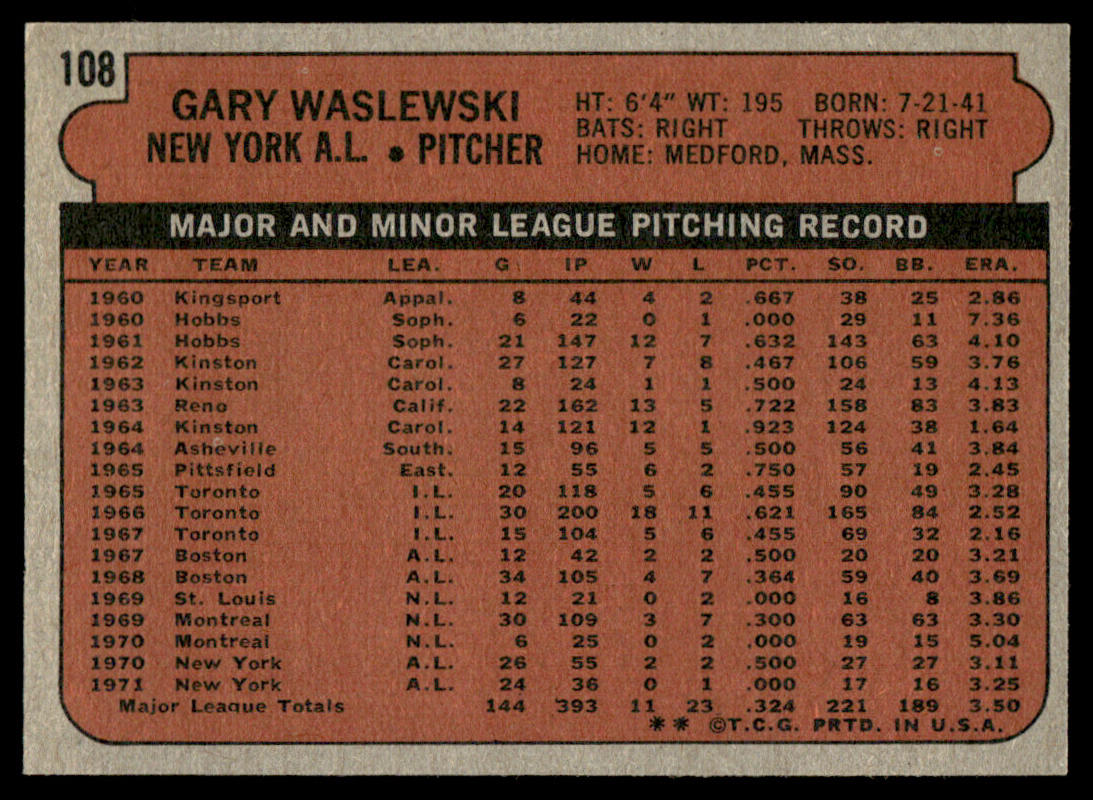 108
GARY WASLEWSKI
NEW YORK A.L. • PITCHER
HT: 6'4" WT: 195 BORN: 7-21-41
BATS: RIGHT THROWS: RIGHT
HOME: MEDFORD, MASS.
MAJOR AND MINOR LEAGUE PITCHING RECORD
YEAR TEAM LEA. G IP W L PCT. SO. BB. ERA.
1960 Kingsport Appal. 8 44 4 2 .667 38 25 2.86
1960 Hobbs Soph. 6 22 0 1 .000 29 11 7.36
1961 Hobbs Soph. 21 147 12 7 .632 143 63 4.10
1962 Kinston Carol. 27 127 7 8 .467 106 59 3.76
1963 Kinston Carol. 8 24 1 1 .500 24 13 4.13
1963 Reno Calif. 22 162 13 5 .722 158 83 3.83
1964 Kinston Carol. 14 121 12 1 .923 124 38 1.64
1964 Asheville South. 15 96 5 5 .500 56 41 3.84
1965 Pittsfield East. 12 55 6 2 .750 57 19 2.45
1965 Toronto I.L. 20 118 5 6 .455 90 49 3.28
1966 Toronto I.L. 30 200 18 11 .621 165 84 2.52
1967 Toronto I.L. 15 104 5 6 .455 69 32 2.16
1967 Boston A.L. 12 42 2 2 .500 20 20 3.21
1968 Boston A.L. 34 105 4 7 .364 59 40 3.69
1969 St. Louis N.L. 12 21 0 2 .000 16 8 3.86
1969 Montreal N.L. 30 109 3 7 .300 63 63 3.30
1970 Montreal N.L. 6 25 0 2 .000 19 15 5.04
1970 New York A.L. 26 55 2 2 .500 27 27 3.11
1971 New York A.L. 24 36 0 1 .000 17 16 3.25
Major League Totals 144 393 11 23 .324 221 189 3.50
** ©T.C.G. PRTD. IN U.S.A.